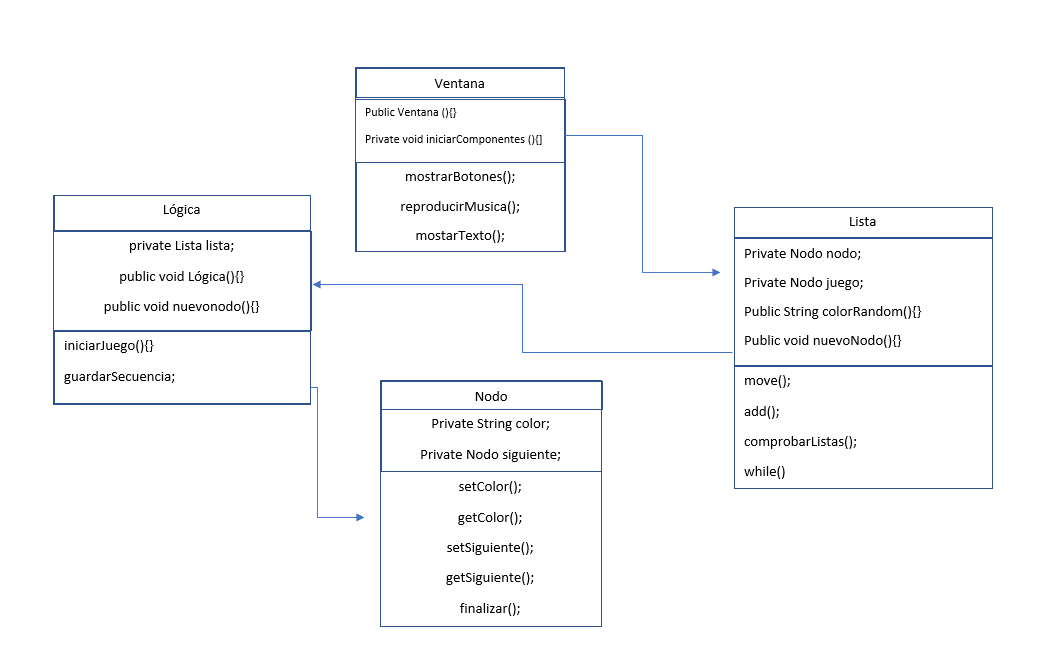 Ventana
Public Ventana (){}
Private void iniciarComponentes (){]
mostrarBotones();
reproducirMusica();
mostarTexto();
Lógica
private Lista lista;
public void Lógica(){}
public void nuevonodo(){}
iniciarJuego(){}
guardarSecuencia;
Lista
Private Nodo nodo;
Private Nodo juego;
Public String colorRandom(){}
Public void nuevoNodo(){}
move();
add();
comprobarListas();
while()
Nodo
Private String color;
Private Nodo siguiente;
setColor();
getColor();
setSiguiente();
getSiguiente();
finalizar();